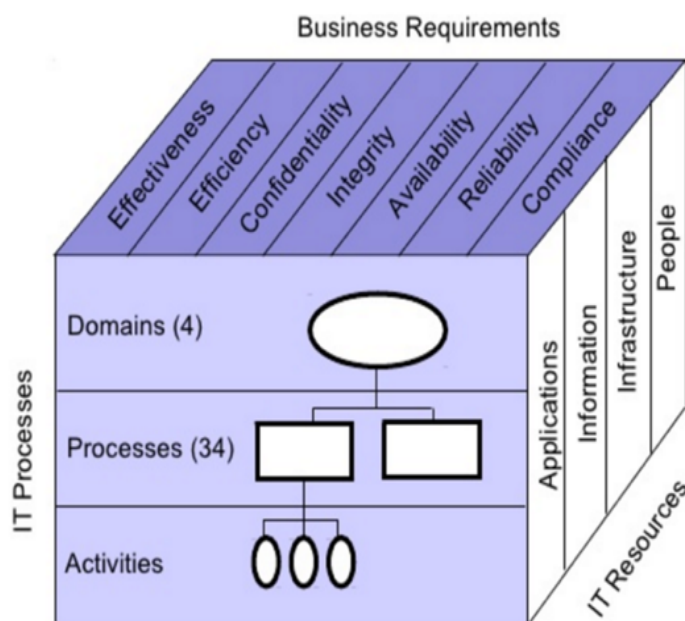 Business Requirements
Effectiveness
Efficiency
Confidentiality
Integrity
Availability
Reliability
Compliance
IT Processes
Domains (4)
Processes (34)
Activities
Applications
Information
Infrastructure
People
IT Resources